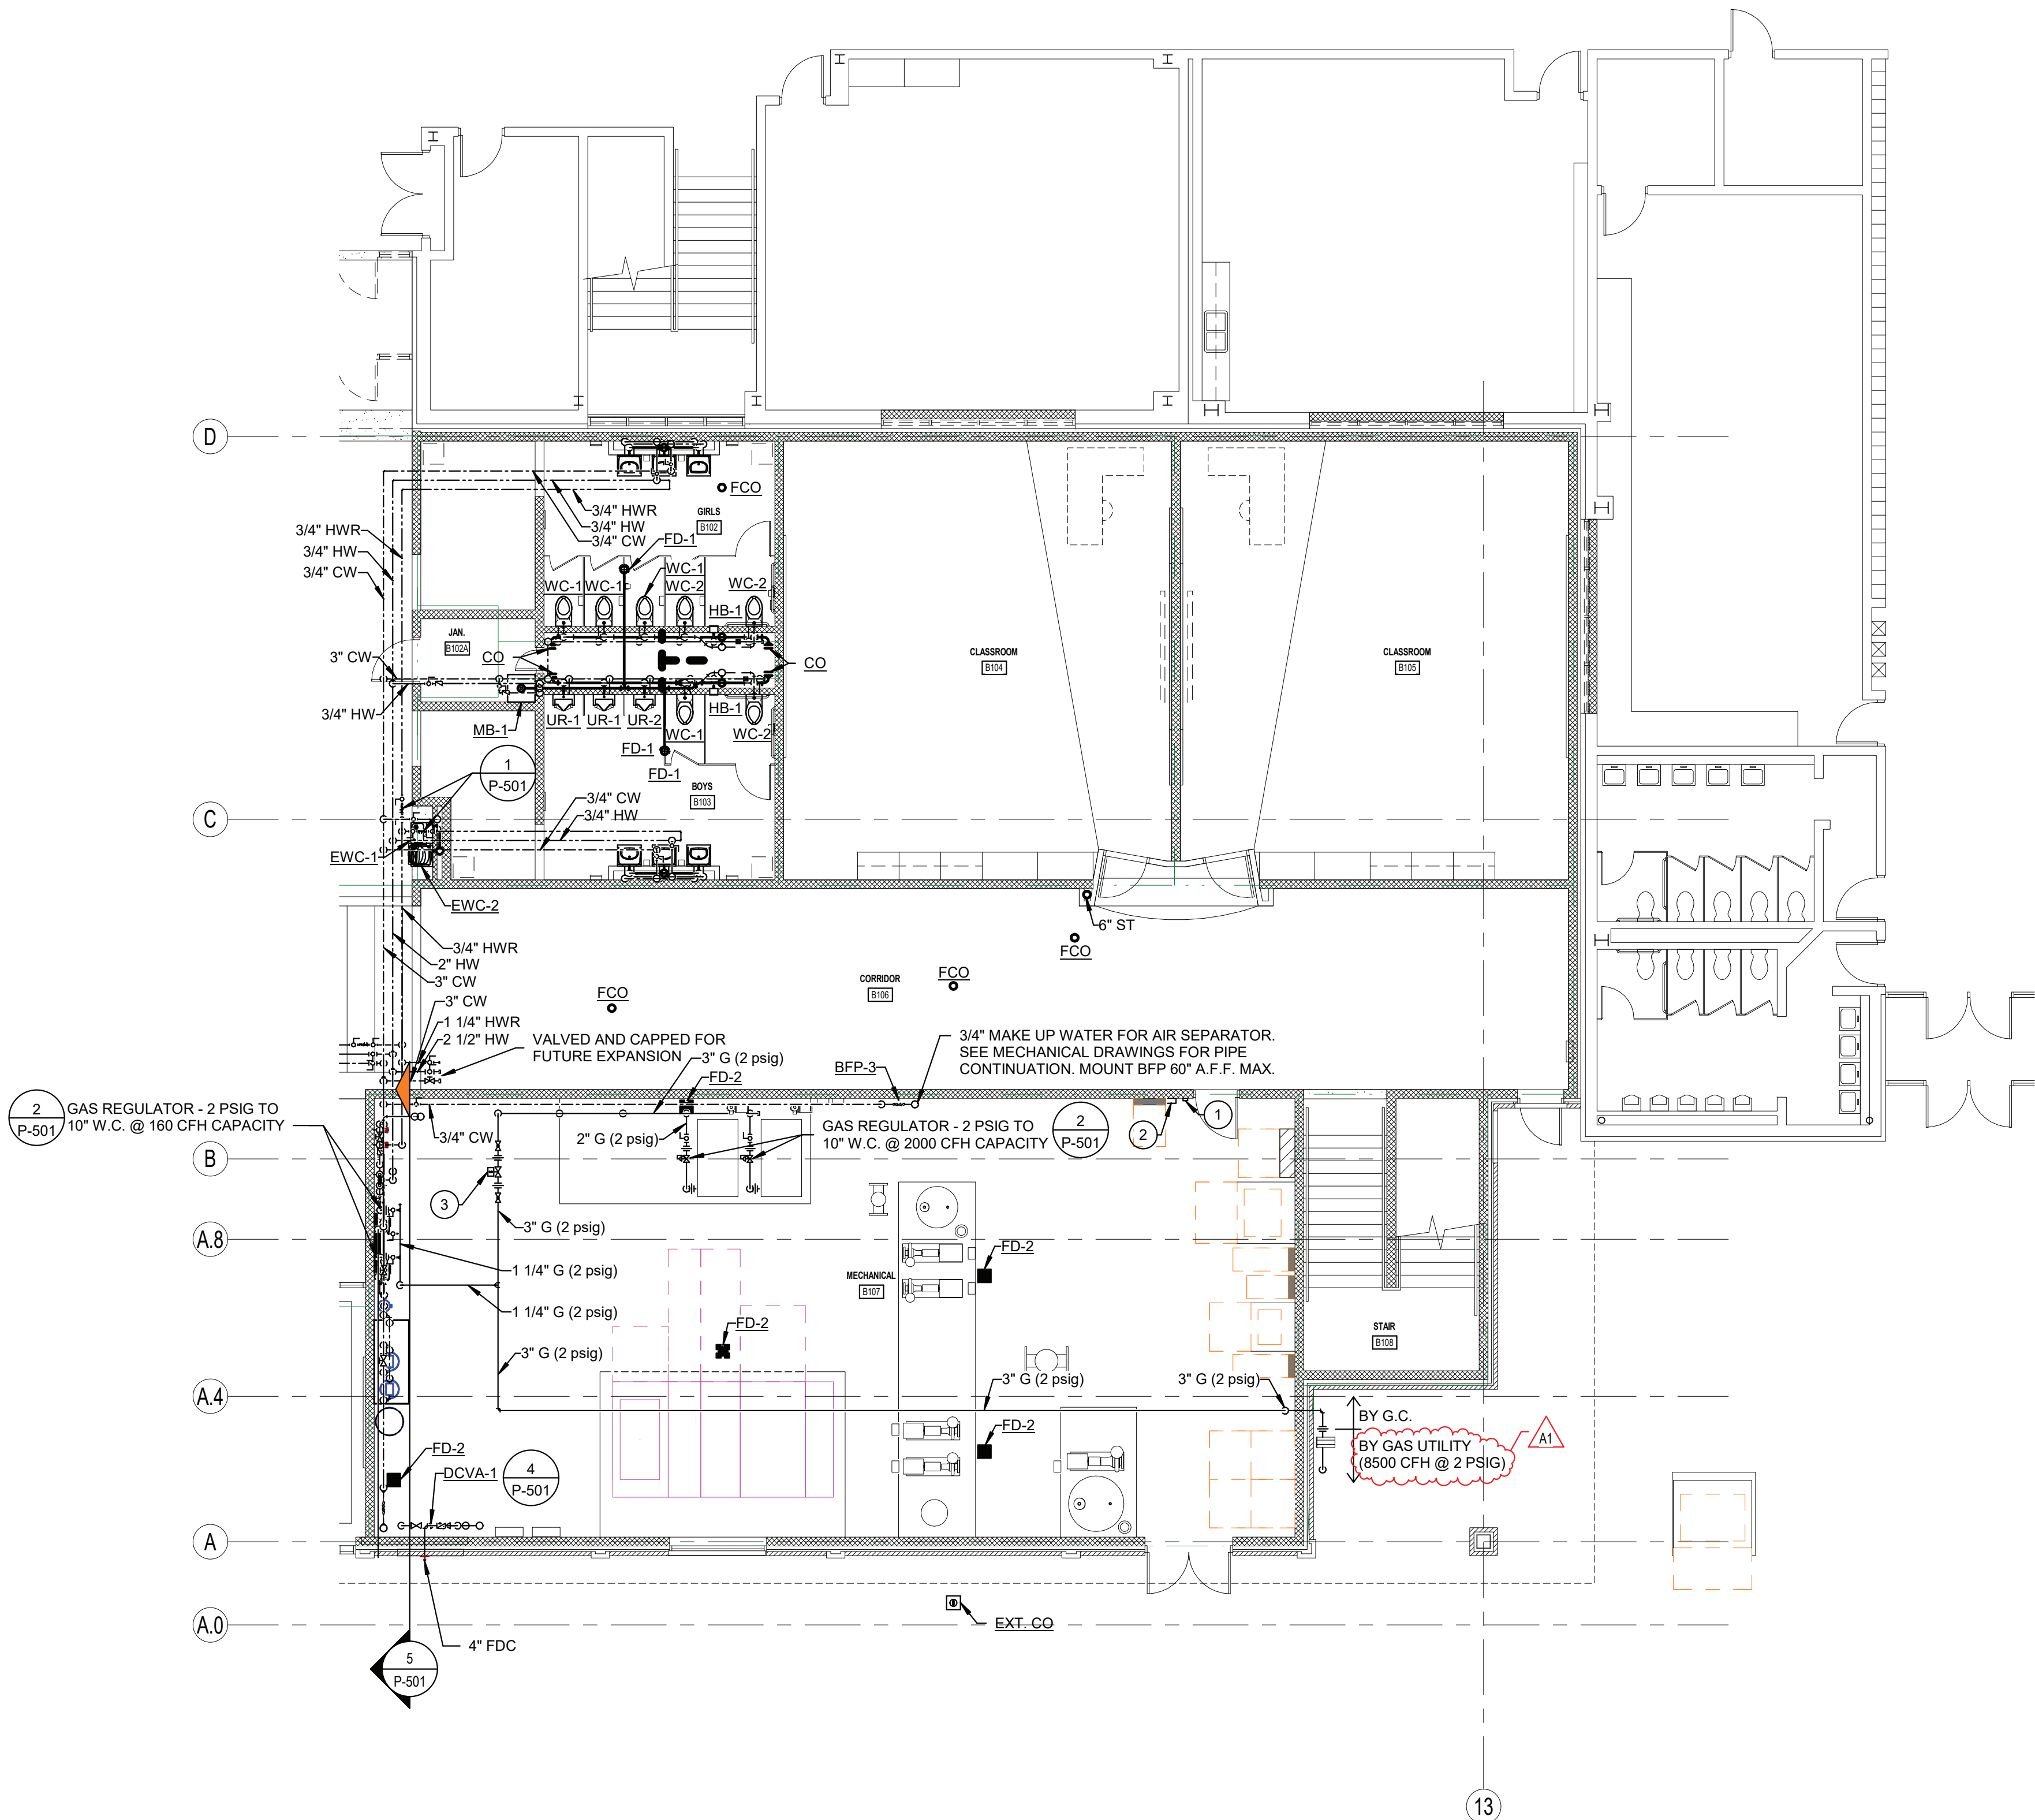 D
FCO
GIRLS
B102
3/4" HWR
3/4" HW
3/4" CW
3/4" HWR
3/4" HW
3/4" CW
FD-1
WC-1
WC-1
WC-1
WC-2
WC-2
HB-1
JAN.
B102A
3" CW
CO
CO
3/4" HW
MB-1
UR-1
UR-1
UR-2
HB-1
WC-1
WC-2
FD-1
FD-1
CLASSROOM
B104
CLASSROOM
B105
1
P-501
BOYS
B103
3/4" CW
3/4" HW
C
EWC-1
EWC-2
6" ST
FCO
3/4" HWR
2" HW
3" CW
FCO
CORRIDOR
B106
FCO
3" CW
1 1/4" HWR
2 1/2" HW
VALVED AND CAPPED FOR
FUTURE EXPANSION
3" G (2 psig)
FD-2
BFP-3
3/4" MAKE UP WATER FOR AIR SEPARATOR.
SEE MECHANICAL DRAWINGS FOR PIPE
CONTINUATION. MOUNT BFP 60" A.F.F. MAX.
2
P-501
GAS REGULATOR - 2 PSIG TO
10" W.C. @ 160 CFH CAPACITY
3/4" CW
2" G (2 psig)
GAS REGULATOR - 2 PSIG TO
10" W.C. @ 2000 CFH CAPACITY
2
P-501
2
1
B
3
3" G (2 psig)
A.8
1 1/4" G (2 psig)
1 1/4" G (2 psig)
MECHANICAL
B107
FD-2
FD-2
3" G (2 psig)
STAIR
B108
A.4
3" G (2 psig)
3" G (2 psig)
BY G.C.
BY GAS UTILITY
(8500 CFH @ 2 PSIG)
A1
FD-2
FD-2
DCVA-1
4
P-501
A
A.0
EXT. CO
4" FDC
5
P-501
13